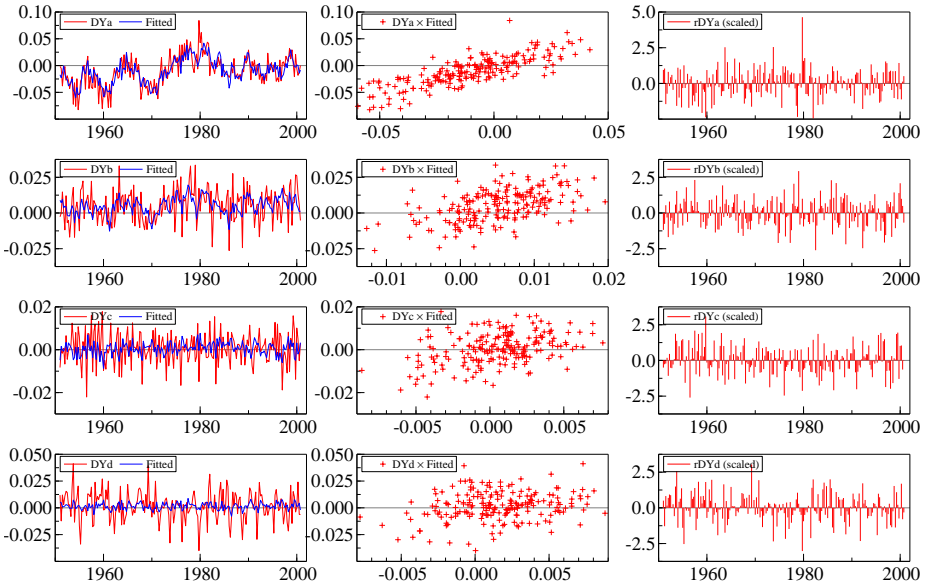 DYa Fitted
0.10
0.05
0.00
-0.05
1960 1980 2000
DYa × Fitted
0.10
0.05
0.00
-0.05
-0.05 0.00 0.05
rDYa (scaled)
5.0
2.5
0.0
-2.5
1960 1980 2000
DYb Fitted
0.025
0.000
-0.025
1960 1980 2000
DYb × Fitted
0.025
0.000
-0.025
-0.01 0.00 0.01 0.02
rDYb (scaled)
2.5
0.0
-2.5
1960 1980 2000
DYc Fitted
0.02
0.00
-0.02
1960 1980 2000
DYc × Fitted
0.02
0.00
-0.02
-0.005 0.000 0.005
rDYc (scaled)
2.5
0.0
-2.5
1960 1980 2000
DYd Fitted
0.050
0.025
0.000
-0.025
1960 1980 2000
DYd × Fitted
0.050
0.025
0.000
-0.025
-0.005 0.000 0.005
rDYd (scaled)
2.5
0.0
-2.5
1960 1980 2000